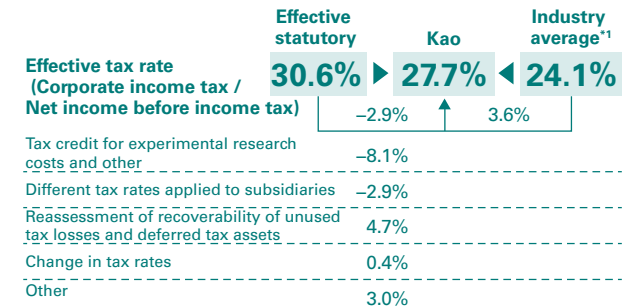 Effective
statutory
Kao
Industry
average*1
Effective tax rate
(Corporate income tax /
Net income before income tax)
30.6% ▶ 27.7% ◀ 24.1%
–2.9% 3.6%
Tax credit for experimental research
costs and other
–8.1%
Different tax rates applied to subsidiaries –2.9%
Reassessment of recoverability of unused
tax losses and deferred tax assets
4.7%
Change in tax rates 0.4%
Other 3.0%